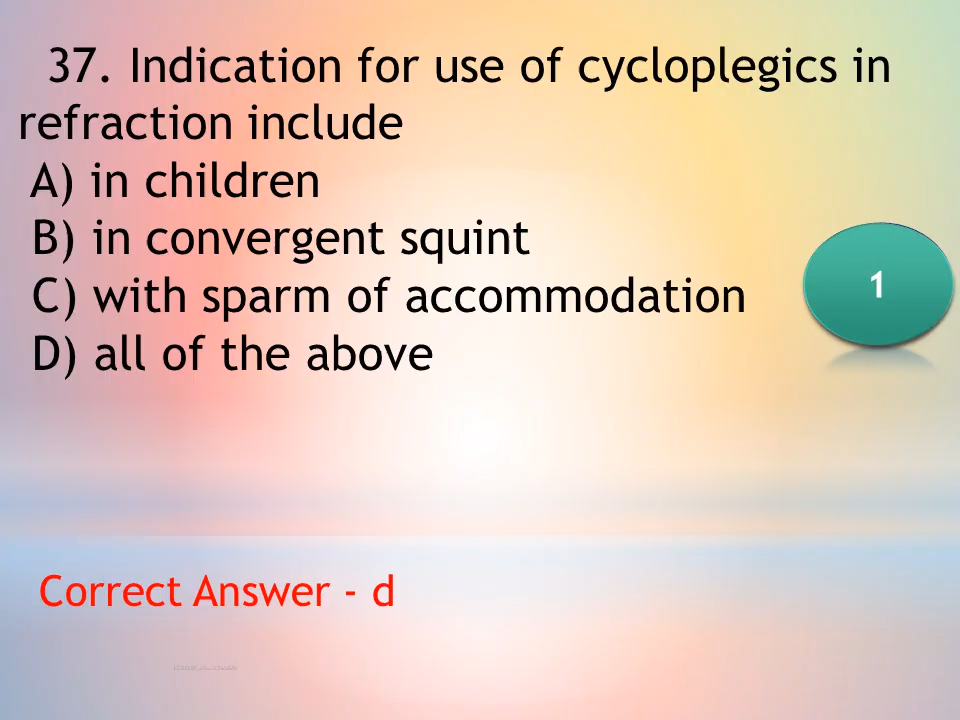 37. Indication for use of cycloplegics in
refraction include
A) in children
B) in convergent squint
C) with sparm of accommodation
D) all of the above
1
Correct Answer - d